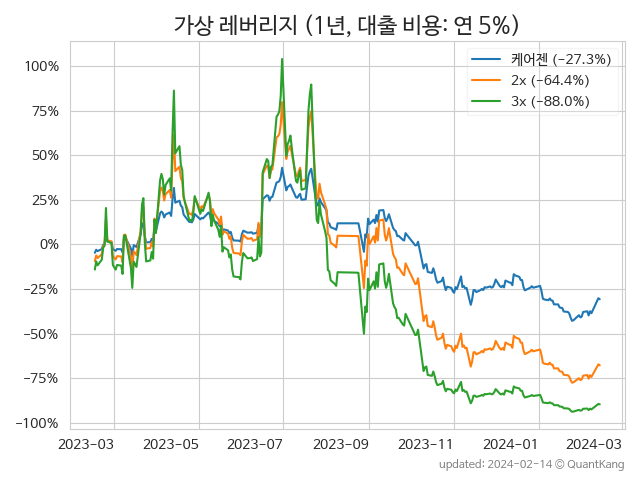 가상 레버리지 (1년, 대출 비용: 연 5%)
케어젠 (−27.3%)
2x (−64.4%)
3x (−88.0%)
100%
75%
50%
25%
0%
−25%
−50%
−75%
−100%
2023-03 2023-05 2023-07 2023-09 2023-11 2024-01 2024-03
updated: 2024-02-14 © QuantKang